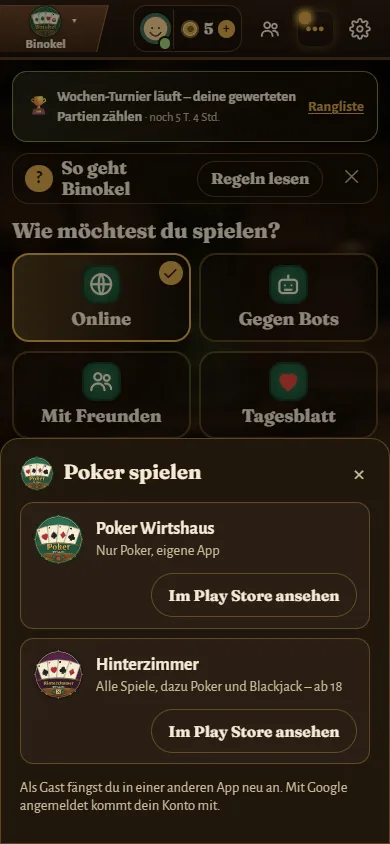 Binokel
5
+
Wochen-Turnier läuft – deine gewerteten
Partien zählen · noch 5 T. 4 Std.
Rangliste
?
So geht
Binokel
Regeln lesen
Wie möchtest du spielen?
Online
Gegen Bots
Mit Freunden
Tagesblatt
Poker spielen
×
Poker
Poker Wirtshaus
Nur Poker, eigene App
Im Play Store ansehen
Hinterzimmer
Hinterzimmer
Alle Spiele, dazu Poker und Blackjack – ab 18
Im Play Store ansehen
Als Gast fängst du in einer anderen App neu an. Mit Google
angemeldet kommt dein Konto mit.